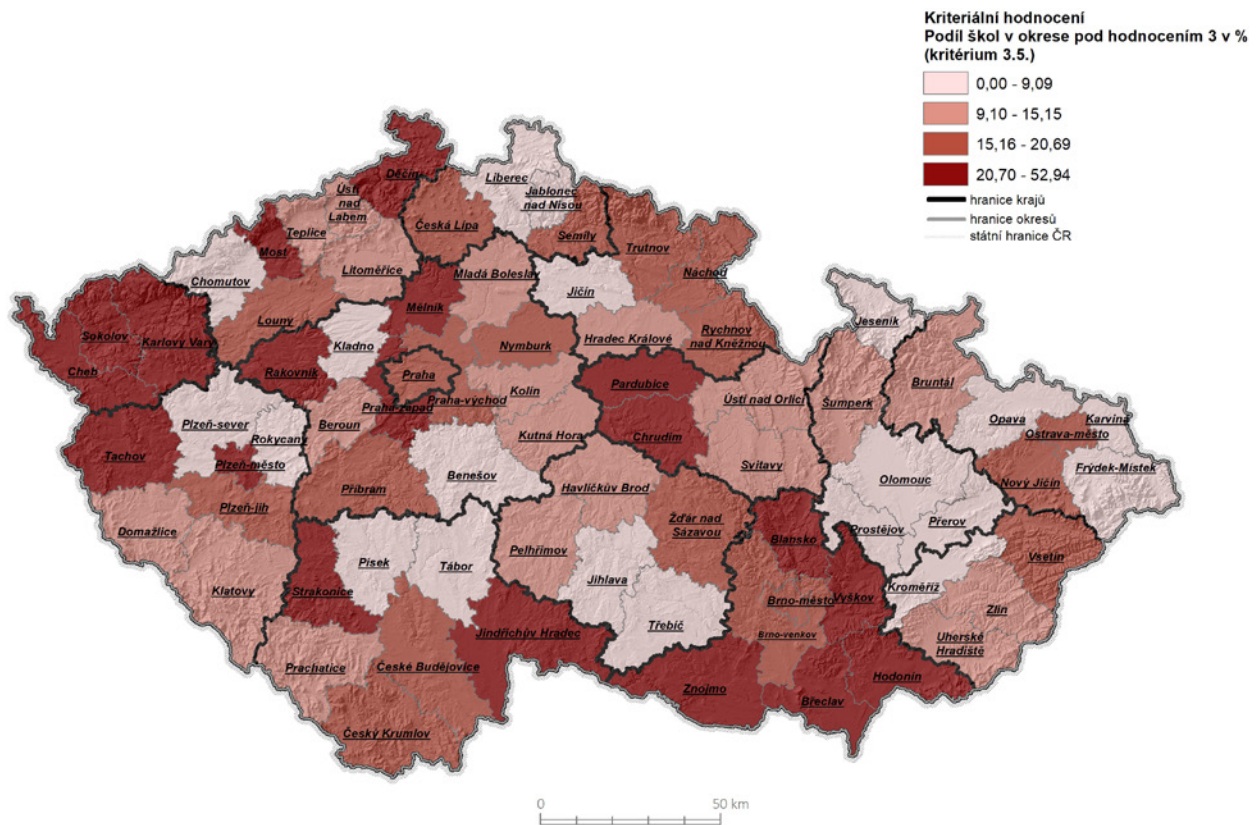 Kriteriální hodnocení
Podíl škol v okrese pod hodnocením 3 v %
(kritérium 3.5.)
0,00 - 9,09
9,10 - 15,15
15,16 - 20,69
20,70 - 52,94
hranice krajů
hranice okresů
státní hranice ČR
Děčín
Liberec
Ústí
nad
Labem
Jablonec
nad Nisou
Česká Lípa
Teplice
Semily
Trutnov
Most
Litoměřice
Mladá Boleslav
Náchod
Chomutov
Jičín
Mělník
Jeseník
Louny
Sokolov
Karlovy Vary
Kladno
Nymburk
Hradec Králové
Rychnov
nad Kněžnou
Cheb
Rakovník
Praha
Pardubice
Bruntál
Kolín
Ústí nad Orlicí
Šumperk
Praha-západ
Praha-východ
Opava
Karviná
Plzeň-sever
Beroun
Ostrava-město
Rokycany
Kutná Hora
Chrudim
Tachov
Plzeň-město
Svitavy
Frýdek-Místek
Benešov
Olomouc
Příbram
Havlíčkův Brod
Nový Jičín
Plzeň-jih
Žďár nad
Sázavou
Prostějov
Přerov
Domažlice
Blansko
Pelhřimov
Vsetín
Písek
Tábor
Jihlava
Kroměříž
Klatovy
Strakonice
Brno-město
Vyškov
Zlín
Třebíč
Jindřichův Hradec
Brno-venkov
Uherské
Hradiště
Prachatice
České Budějovice
Hodonín
Znojmo
Břeclav
Český Krumlov
0
50 km